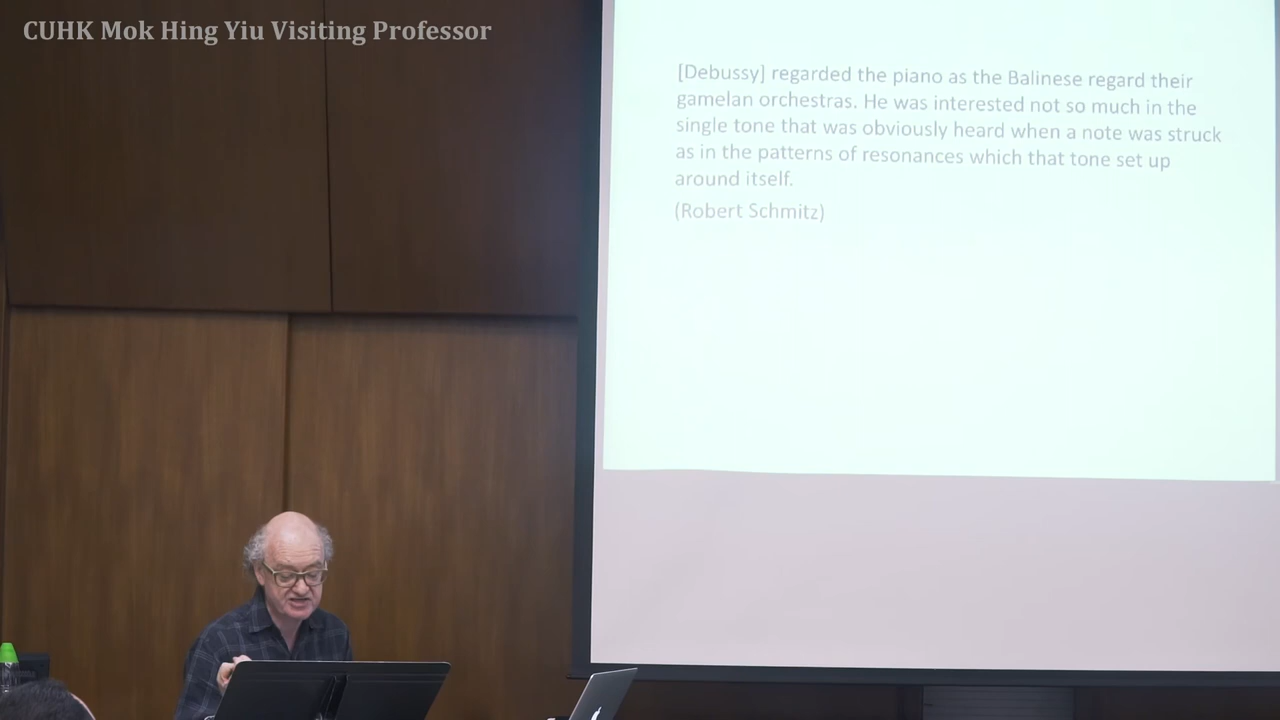 CUHK Mok Hing Yiu Visiting Professor
[Debussy] regarded the piano as the Balinese regard their
gamelan orchestras. He was interested not so much in the
single tone that was obviously heard when a note was struck
as in the patterns of resonances which that tone set up
around itself.
(Robert Schmitz)